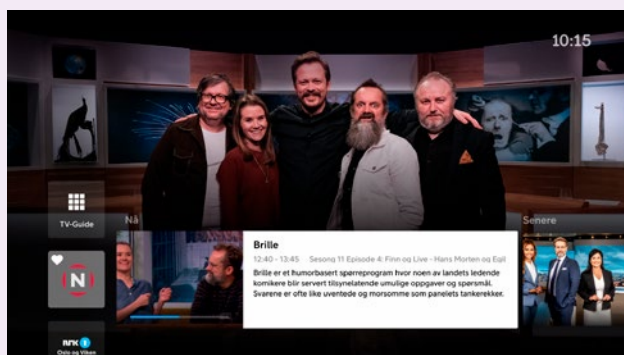 10:15
TV-Guide
Nå
Senere
Brille
12:40 - 13:45 Sesong 11 Episode 4: Finn og Live - Hans Morten og Egil
Brille er et humorbasert spørreprogram hvor noen av landets ledende
komikere blir servert tilsynelatende umulige oppgaver og spørsmål.
Svarene er ofte like uventede og morsomme som panelets tankerekker.
N
NRK 1
Oslo og Viken